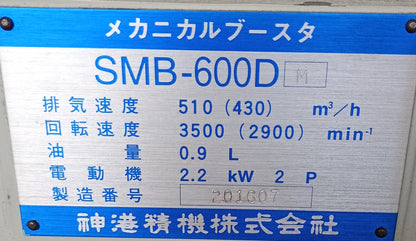 メカニカルブースタ
SMB-600D M
排気速度 510 (430) m³/h
回転速度 3500 (2900) min⁻¹
油量 0.9 L
電動機 2.2 kW 2 P
製造番号 201607
神港精機株式会社